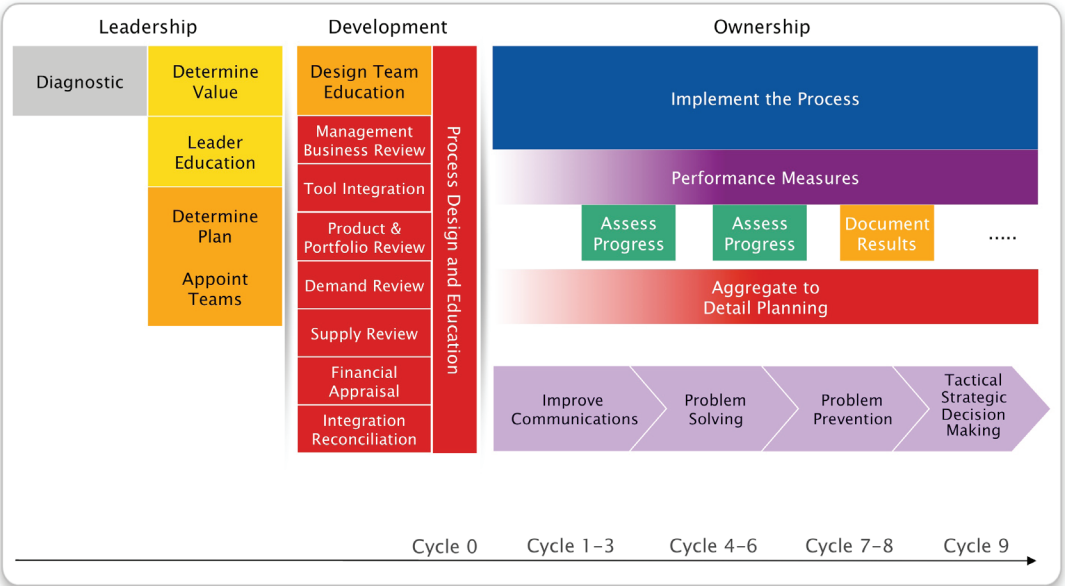 Leadership
Development
Ownership
Diagnostic
Determine
Value
Leader
Education
Determine
Plan
Appoint
Teams
Design Team
Education
Management
Business Review
Tool Integration
Product &
Portfolio Review
Demand Review
Supply Review
Financial
Appraisal
Integration
Reconciliation
Process Design and Education
Implement the Process
Performance Measures
Assess
Progress
Assess
Progress
Document
Results
.....
Aggregate to
Detail Planning
Improve
Communications
Problem
Solving
Problem
Prevention
Tactical
Strategic
Decision
Making
Cycle 0
Cycle 1-3
Cycle 4-6
Cycle 7-8
Cycle 9